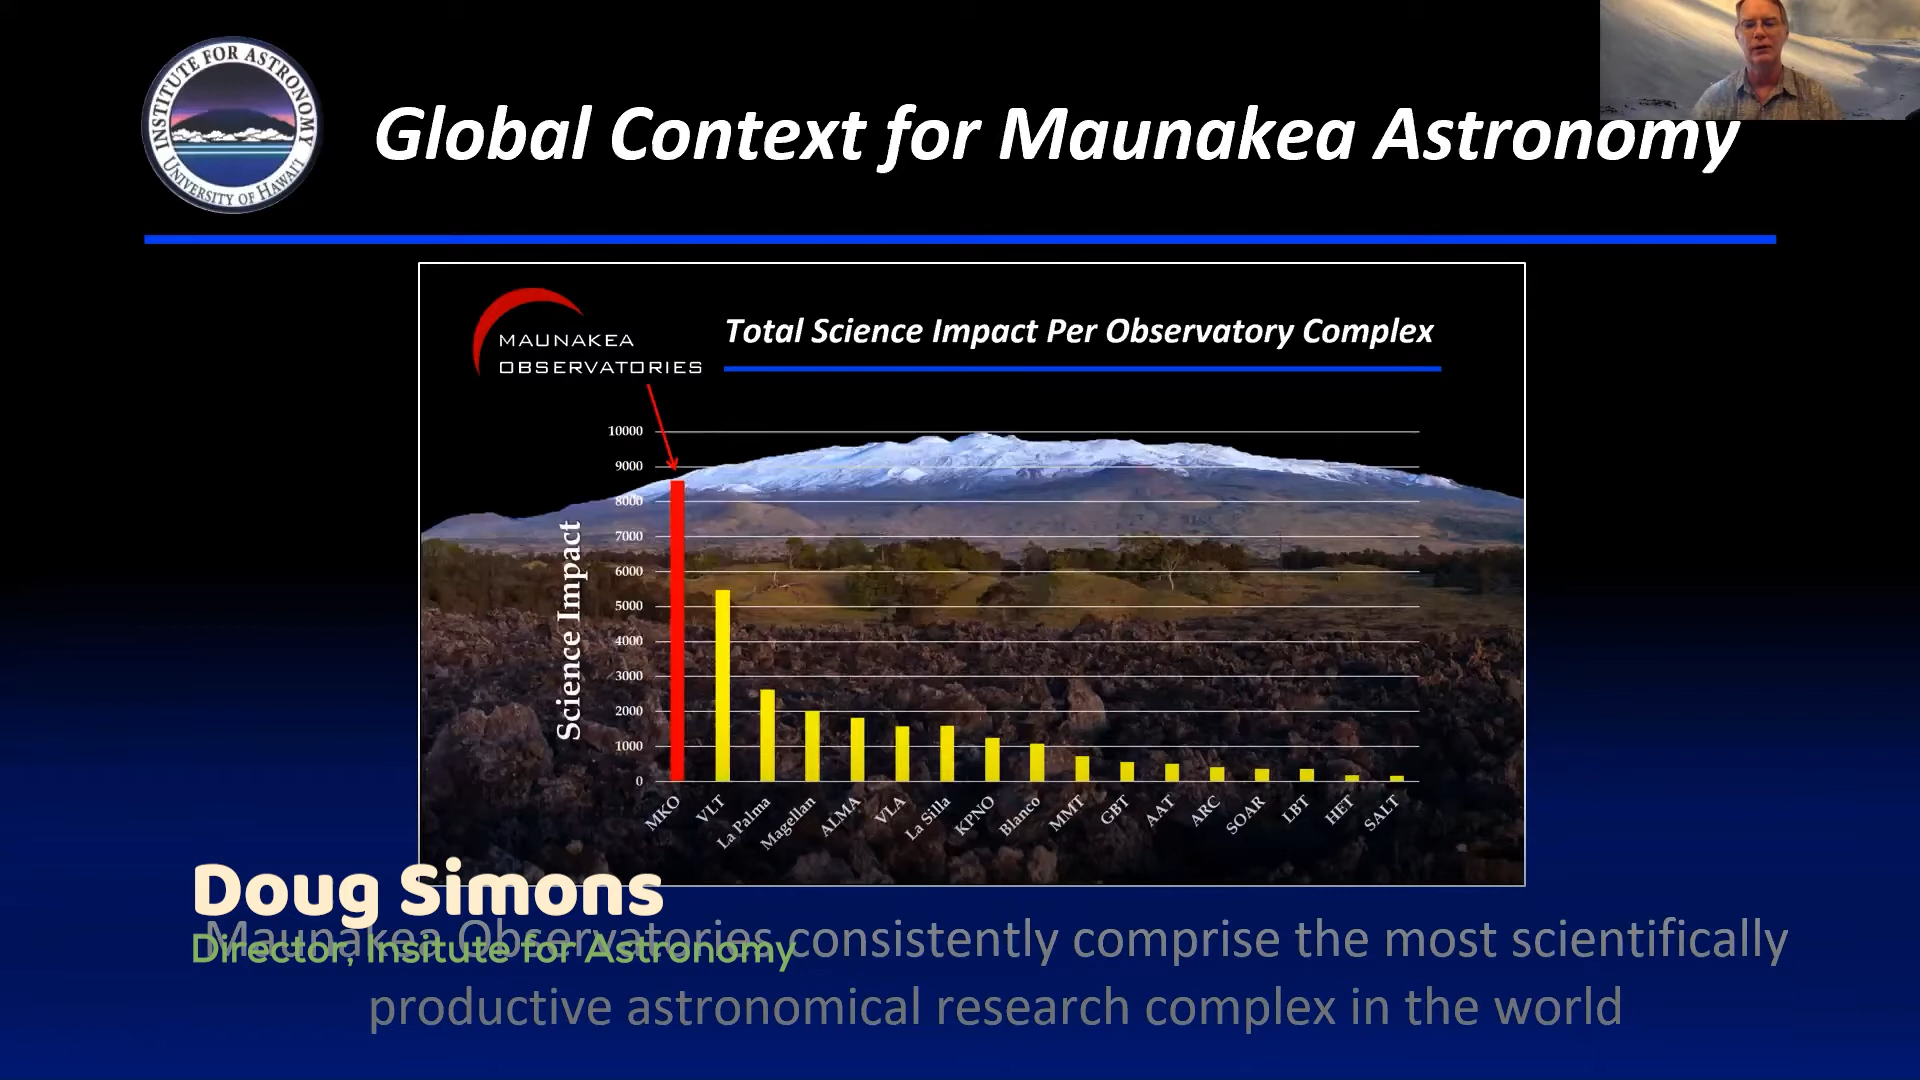 INSTITUTE FOR ASTRONOMY
UNIVERSITY OF HAWAI'I
Global Context for Maunakea Astronomy
MAUNAKEA
OBSERVATORIES
Total Science Impact Per Observatory Complex
Science Impact
10000
9000
8000
7000
6000
5000
4000
3000
2000
1000
0
MKO
VLT
La Palma
Magellan
ALMA
VLA
La Silla
KPNO
Blanco
MMT
GBT
AAT
ARC
SOAR
LBT
HET
SALT
Doug Simons
Director, Insitute for Astronomy
Maunakea Observatories consistently comprise the most scientifically
productive astronomical research complex in the world